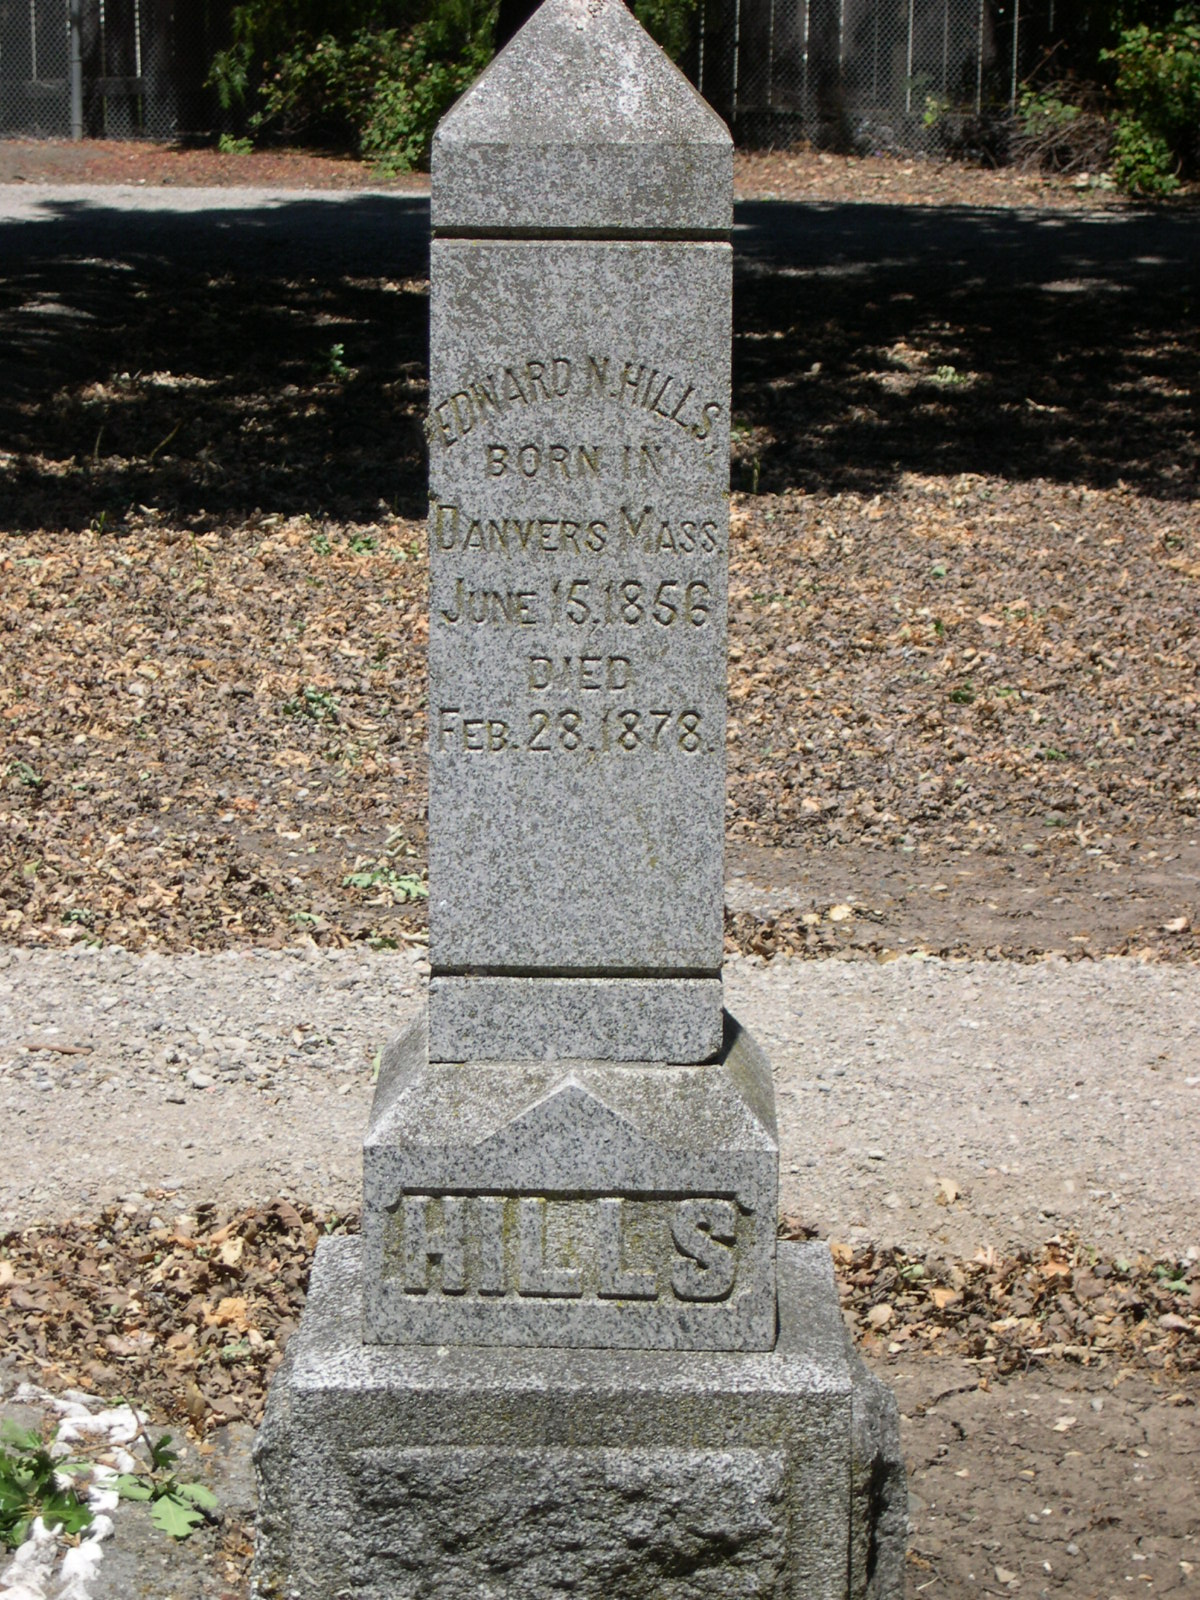 EDWARD N. HILLS
BORN IN
DANVERS MASS.
JUNE 15. 1856
DIED
FEB. 28. 1878.
HILLS